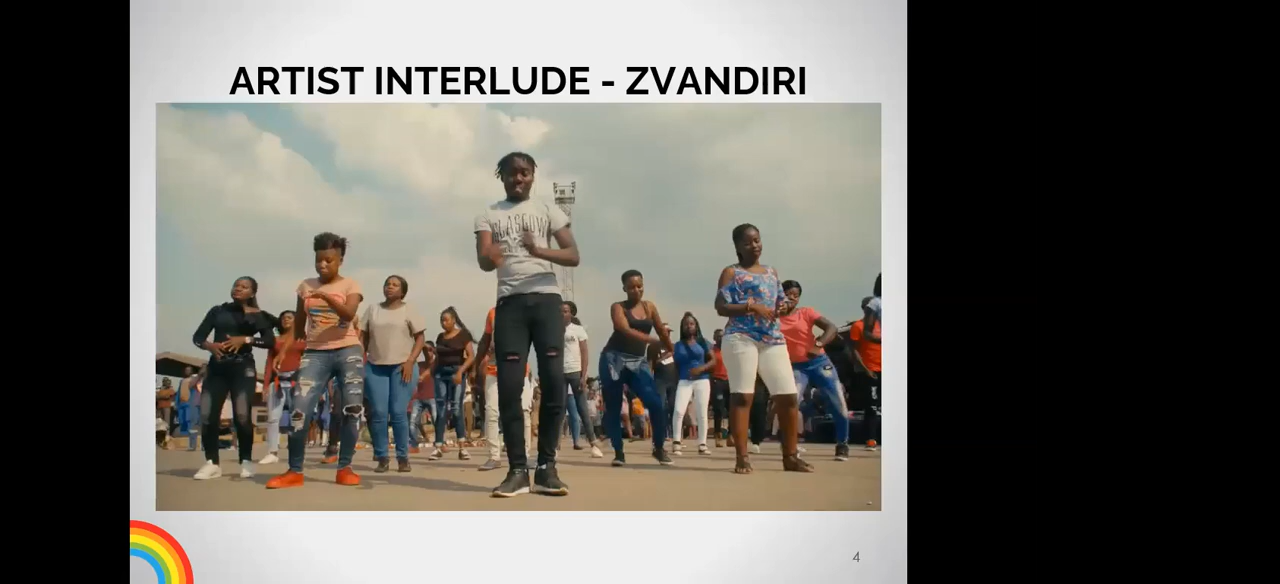 ARTIST INTERLUDE - ZVANDIRI
GLASGOW
4